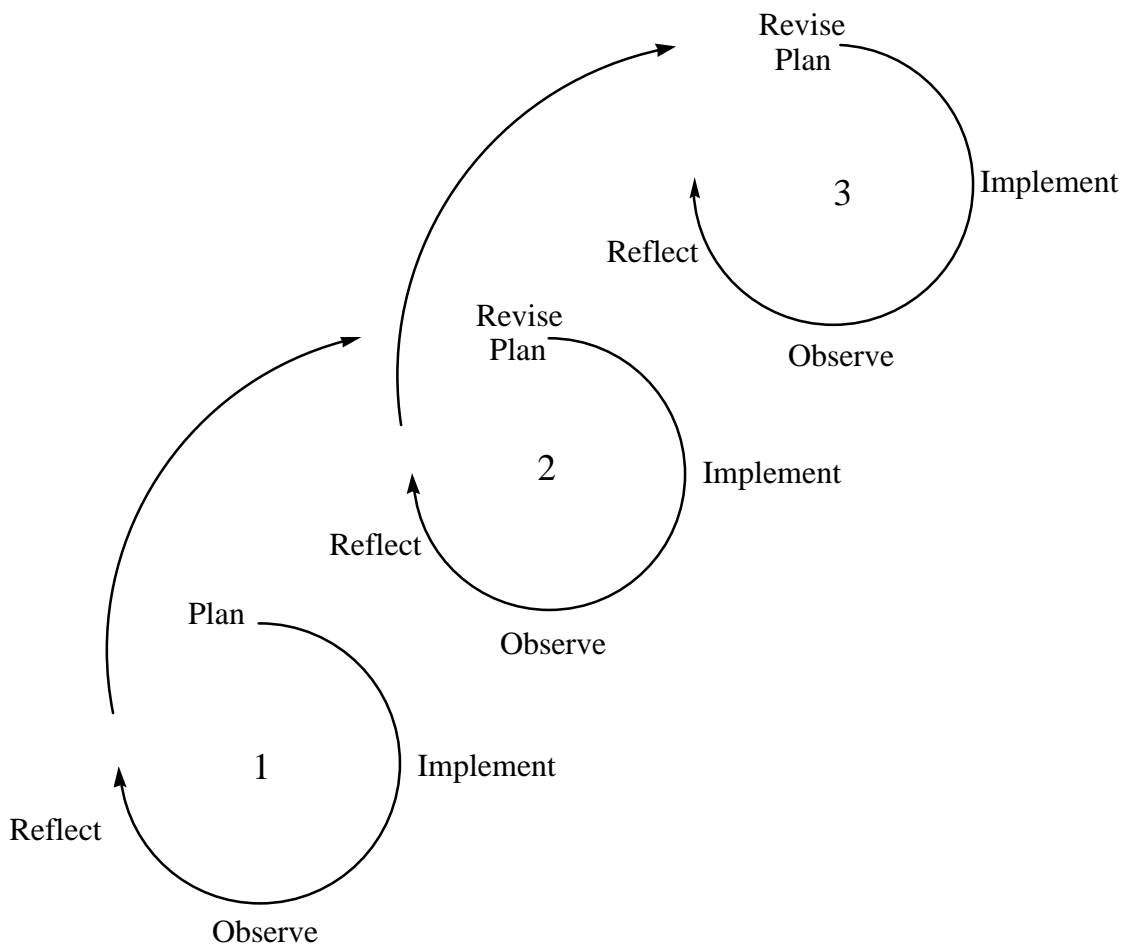 Revise
Plan
Implement
3
Reflect
Observe
Revise
Plan
Implement
2
Reflect
Observe
Plan
Implement
1
Reflect
Observe